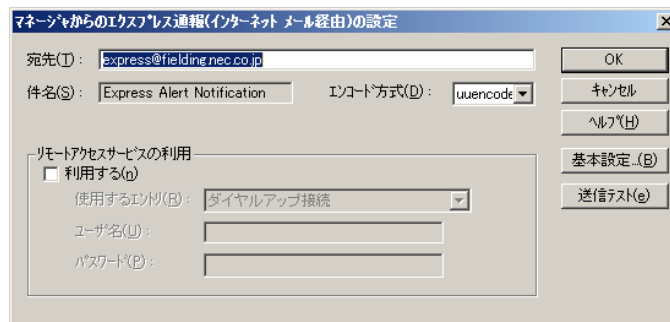 マネージャからのエクスプレス通報(インターネット メール経由)の設定
宛先(T) : express@fielding.nec.co.jp
OK
件名(S) : Express Alert Notification
エンコード方式(D) : uuencode
キャンセル
ヘルプ(H)
リモートアクセスサービスの利用
利用する(n)
基本設定...(B)
使用するエントリ(R) : ダイヤルアップ接続
送信テスト(e)
ユーザ名(U) :
パスワード(P) :